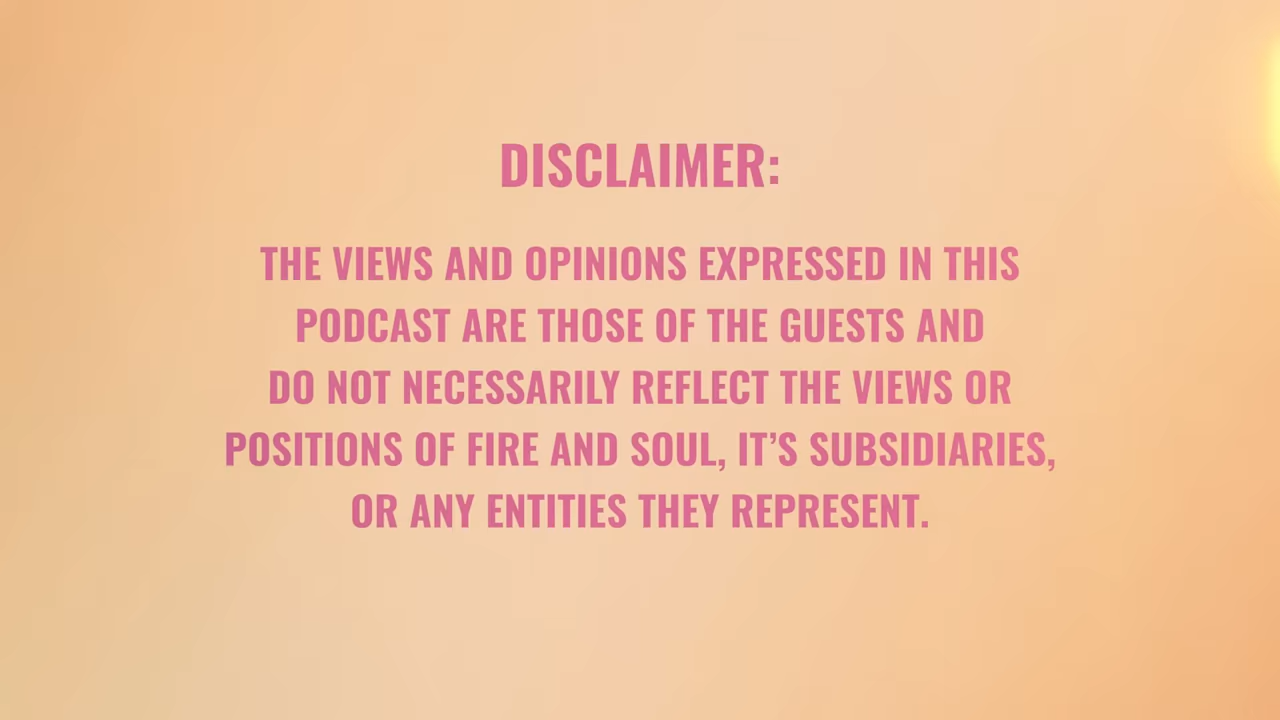 DISCLAIMER:
THE VIEWS AND OPINIONS EXPRESSED IN THIS
PODCAST ARE THOSE OF THE GUESTS AND
DO NOT NECESSARILY REFLECT THE VIEWS OR
POSITIONS OF FIRE AND SOUL, IT’S SUBSIDIARIES,
OR ANY ENTITIES THEY REPRESENT.